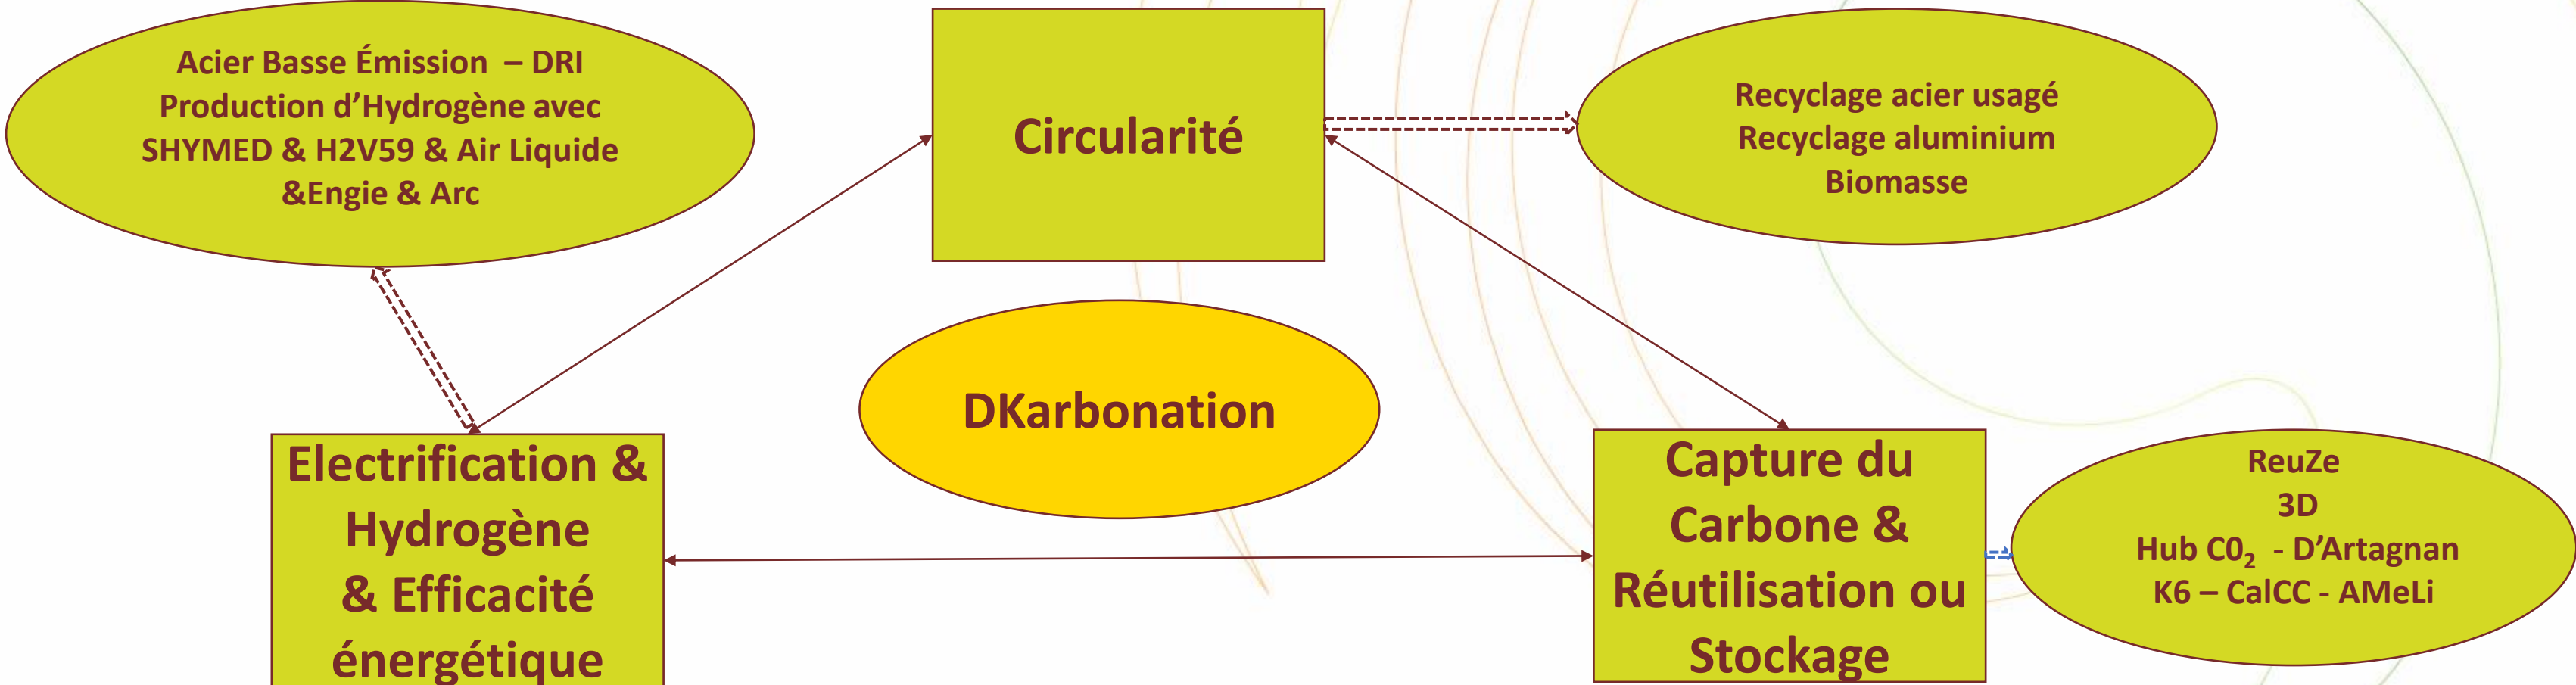 Acier Basse Émission – DRI
Production d’Hydrogène avec
SHYMED & H2V59 & Air Liquide
&Engie & Arc
Circularité
Recyclage acier usagé
Recyclage aluminium
Biomasse
DKarbonation
Electrification &
Hydrogène
& Efficacité
énergétique
Capture du
Carbone &
Réutilisation ou
Stockage
ReuZe
3D
Hub C0₂ - D’Artagnan
K6 – CalCC - AMeLi